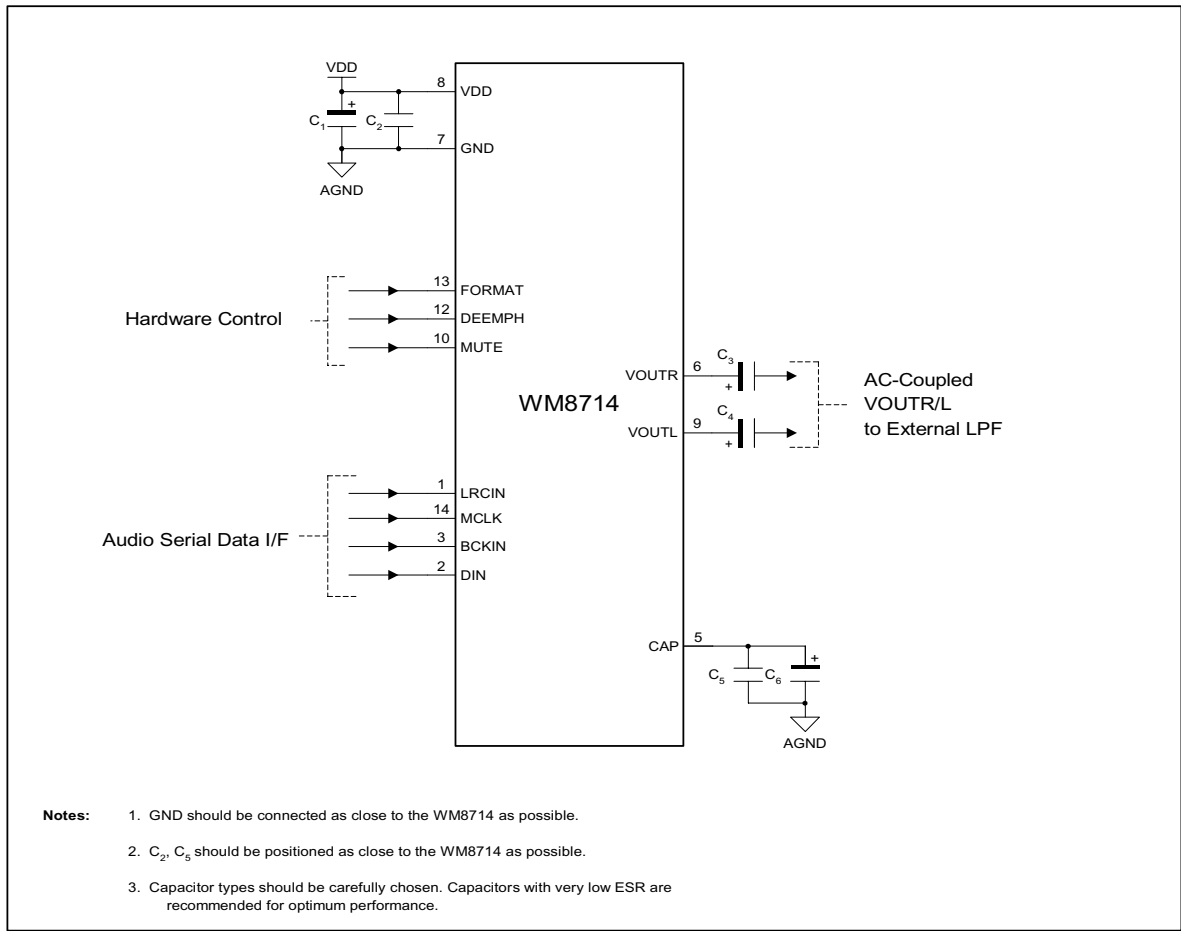 VDD
8 VDD
+
C1 C2
7 GND
AGND
13 FORMAT
Hardware Control
12 DEEMPH
10 MUTE
WM8714
VOUTR 6 C3
+
VOUTL 9 C4
+
AC-Coupled
VOUTR/L
to External LPF
1 LRCIN
14 MCLK
Audio Serial Data I/F
3 BCKIN
2 DIN
CAP 5
+
C5 C6
AGND
Notes: 1. GND should be connected as close to the WM8714 as possible.
2. C2, C5 should be positioned as close to the WM8714 as possible.
3. Capacitor types should be carefully chosen. Capacitors with very low ESR are
recommended for optimum performance.